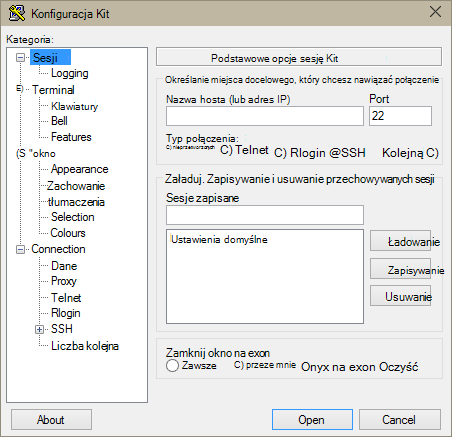 Konfiguracja Kit
Kategoria:
Sesji
Logging
E) Terminal
Klawiatury
Bell
Features
(S "okno
Appearance
Zachowanie
tłumaczenia
Selection
Colours
Connection
Dane
Proxy
Telnet
Rlogin
SSH
Liczba kolejna
Podstawowe opcje sesję Kit
Określanie miejsca docelowego, który chcesz nawiązać połączenie
Nazwa hosta (lub adres IP) Port
22
Typ połączenia:
C) nieprzetworzonych C) Telnet C) Rlogin @SSH Kolejną C)
Załaduj. Zapisywanie i usuwanie przechowywanych sesji
Sesje zapisane
Ustawienia domyślne
Ładowanie
Zapisywanie
Usuwanie
Zamknij okno na exon
Zawsze C) przeze mnie Onyx na exon Oczyść
About Open Cancel